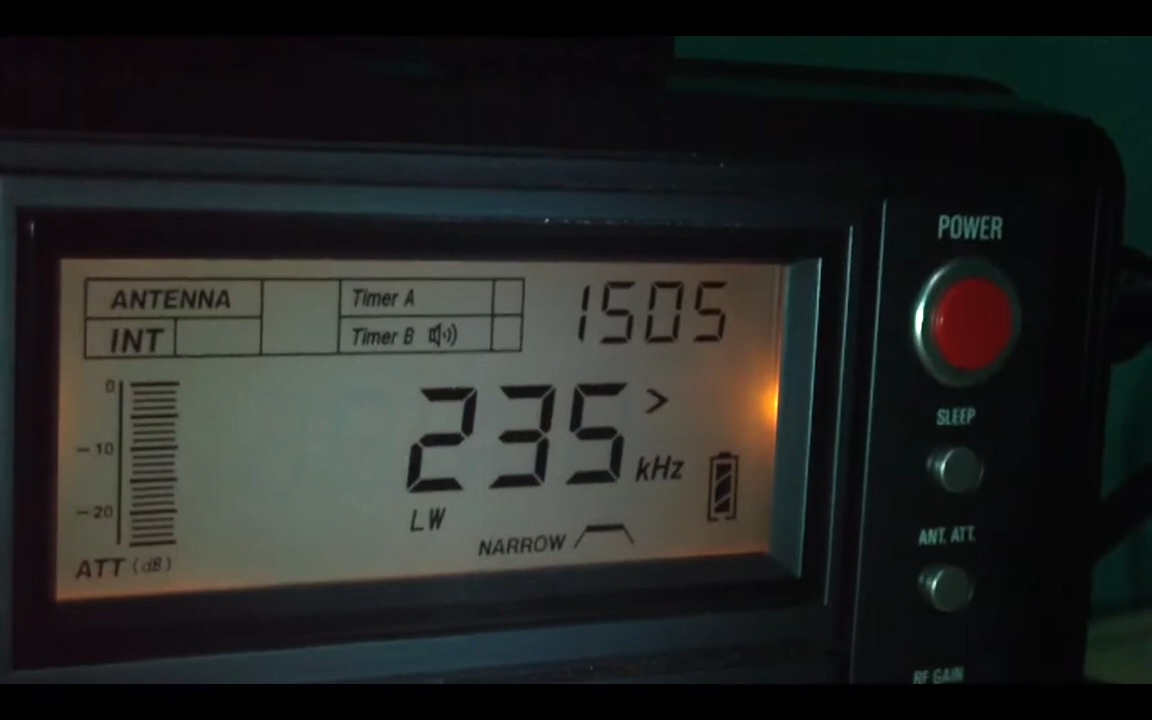 POWER
ANTENNA
INT
Timer A
Timer B
1505
0
-10
-20
ATT (dB)
235 >
kHz
LW
NARROW
SLEEP
ANT. ATT.
RF GAIN